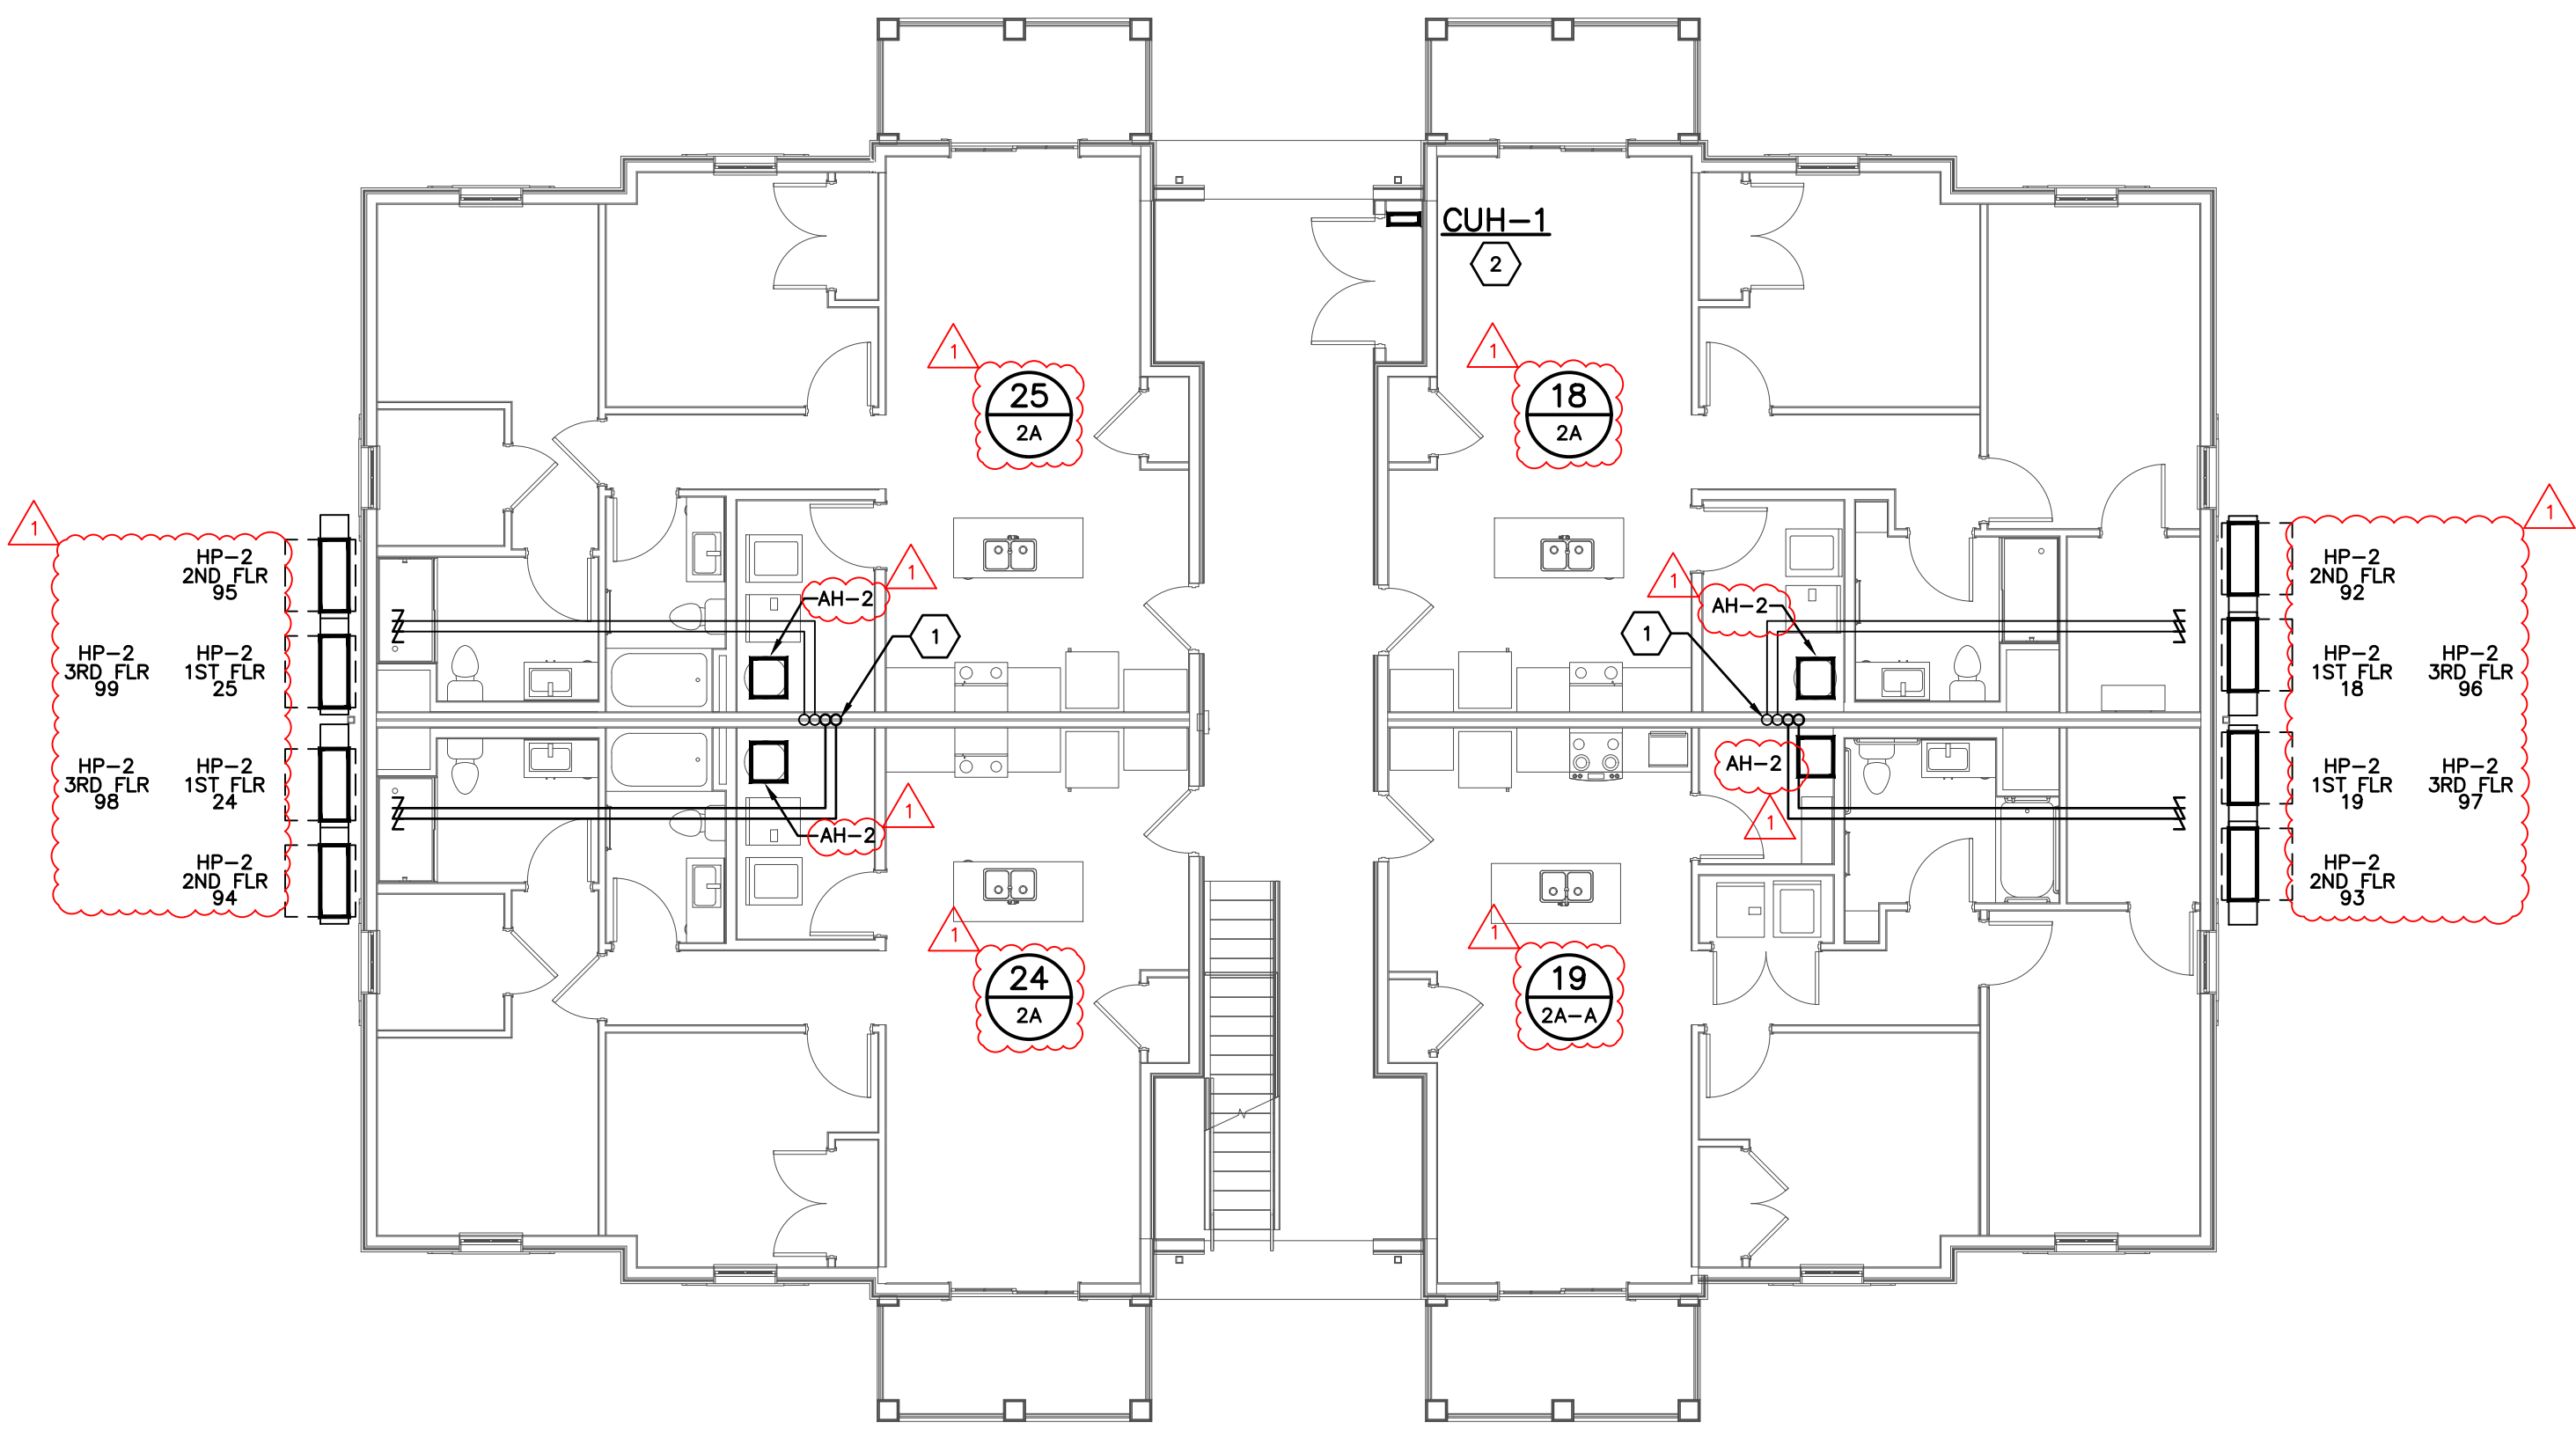 CUH-1
2
1
25
2A
1
18
2A
1
HP-2
2ND FLR
95
HP-2
3RD FLR
99
HP-2
1ST FLR
25
HP-2
3RD FLR
98
HP-2
1ST FLR
24
HP-2
2ND FLR
94
1
AH-2
1
AH-2
1
1
AH-2
1
1
AH-2
1
1
HP-2
2ND FLR
92
HP-2
1ST FLR
18
HP-2
3RD FLR
96
HP-2
1ST FLR
19
HP-2
3RD FLR
97
HP-2
2ND FLR
93
1
24
2A
1
19
2A-A